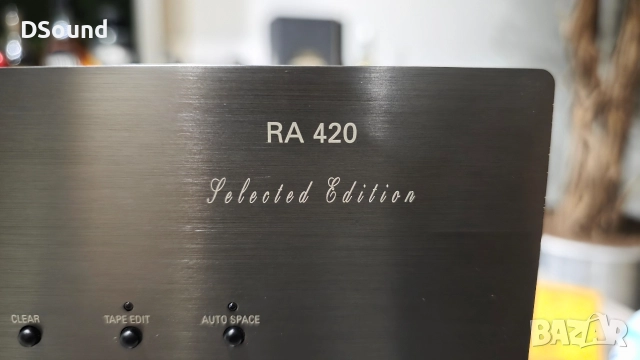 DSound
RA 420
Selected Edition
CLEAR TAPE EDIT AUTO SPACE
BAZAR